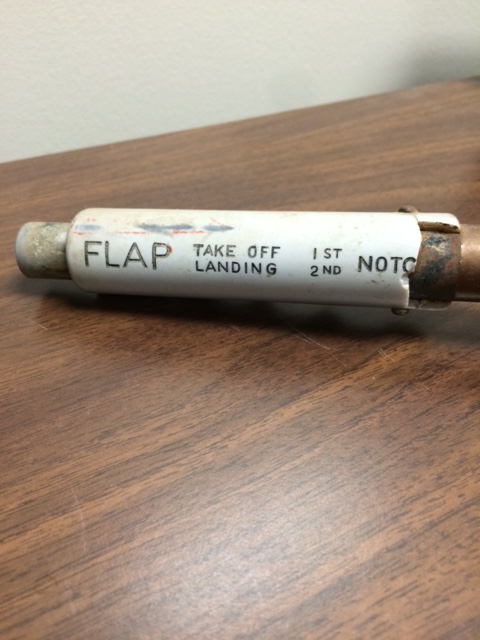 FLAP TAKE OFF 1ST NOTC
LANDING 2ND